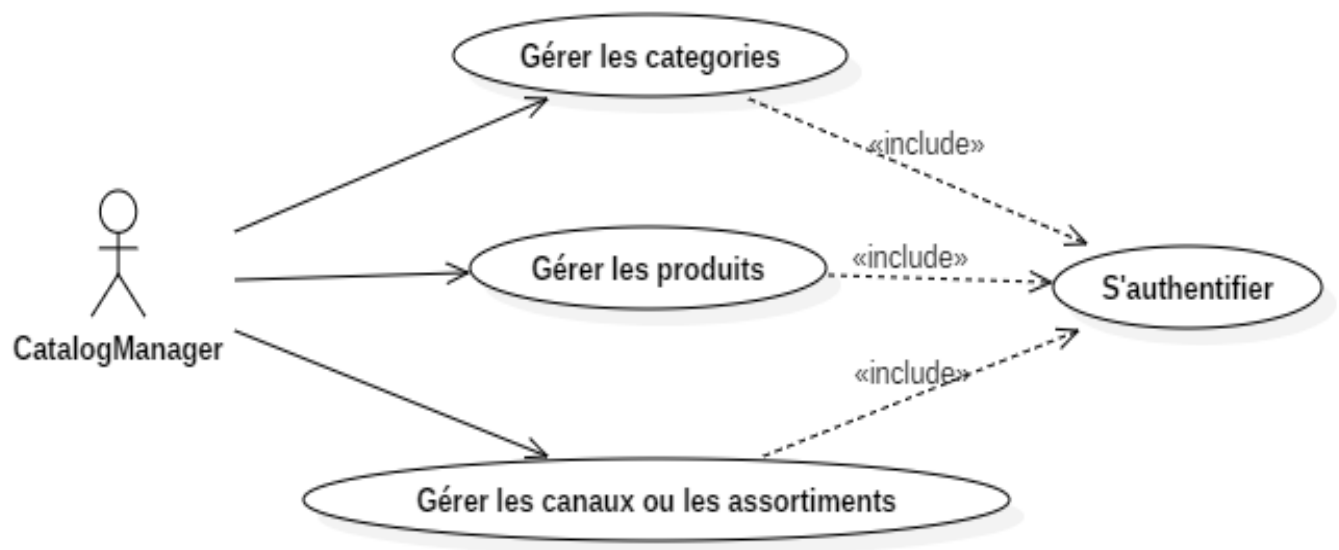 Gérer les categories
«include»
Gérer les produits
«include»
S'authentifier
CatalogManager
«include»
Gérer les canaux ou les assortiments